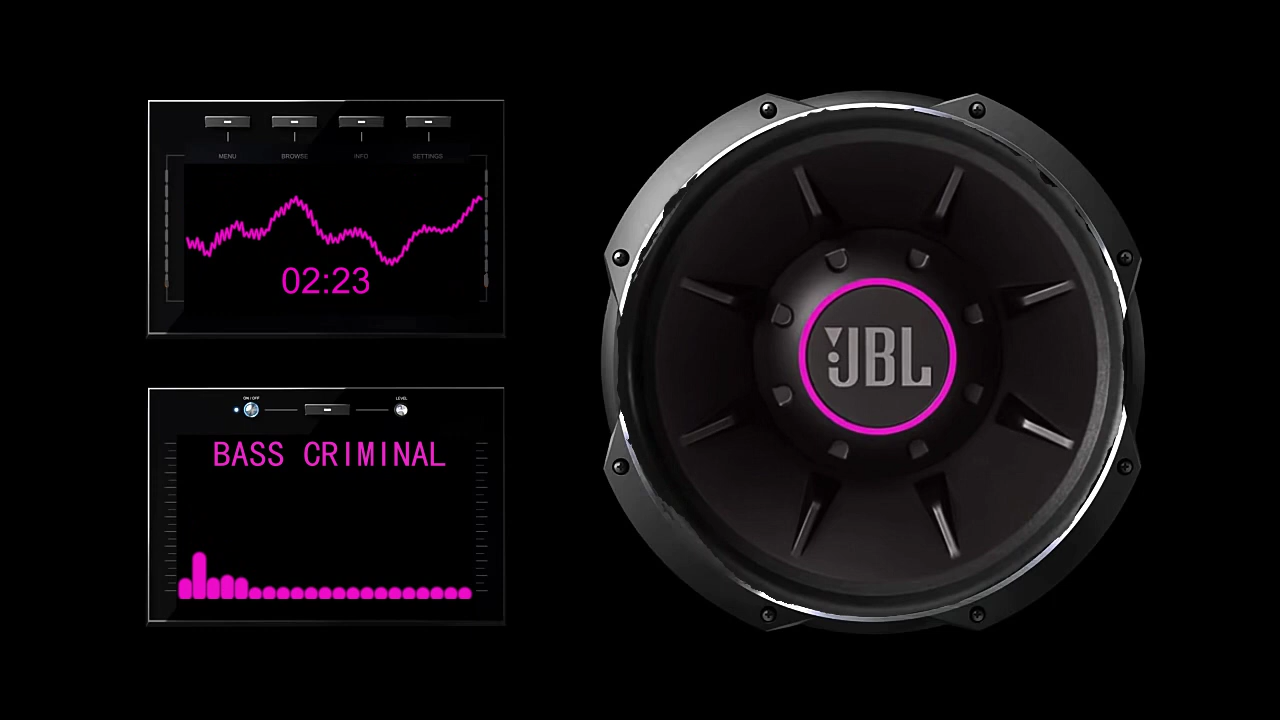 MENU BROWSE INFO SETTINGS
02:23
ON / OFF LEVEL
BASS CRIMINAL
JBL